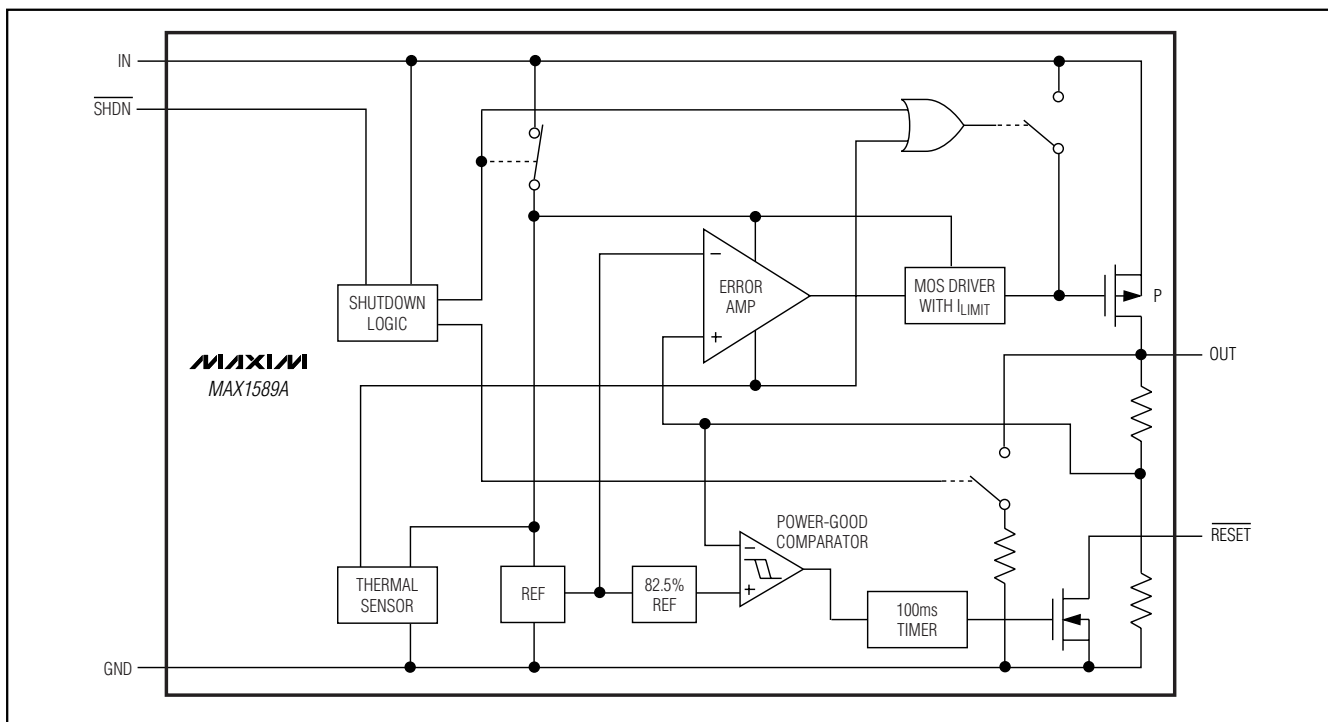 IN
SHDN
SHUTDOWN
LOGIC
MAXIM
MAX1589A
ERROR
AMP
−
+
MOS DRIVER
WITH ILIMIT
P
OUT
POWER-GOOD
COMPARATOR
−
+
RESET
THERMAL
SENSOR
REF
82.5%
REF
100ms
TIMER
GND